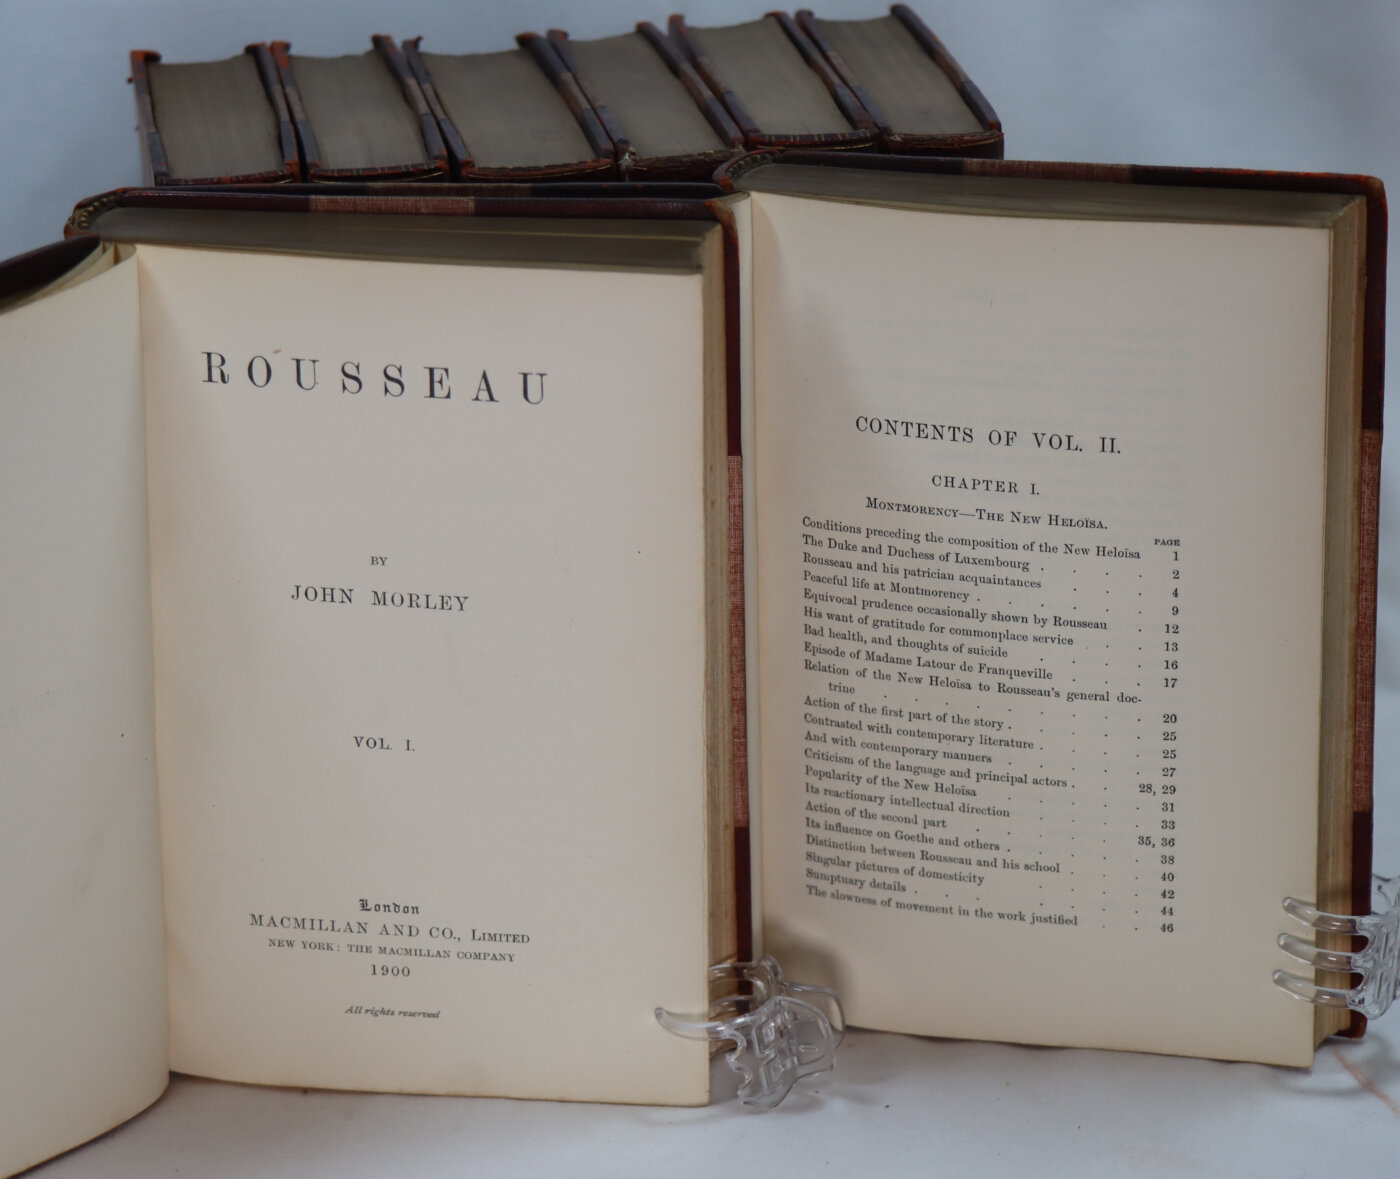 ROUSSEAU
BY
JOHN MORLEY
VOL. I.
London
MACMILLAN AND CO., LIMITED
NEW YORK: THE MACMILLAN COMPANY
1900
All rights reserved
CONTENTS OF VOL. II.
CHAPTER I.
MONTMORENCY—THE NEW HELOÏSA.
PAGE
Conditions preceding the composition of the New Heloïsa 1
The Duke and Duchess of Luxembourg . . . . 2
Rousseau and his patrician acquaintances . . . 4
Peaceful life at Montmorency . . . . . . 9
Equivocal prudence occasionally shown by Rousseau . 12
His want of gratitude for commonplace service . . 13
Bad health, and thoughts of suicide . . . . 16
Episode of Madame Latour de Franqueville . . . 17
Relation of the New Heloïsa to Rousseau's general doc-
trine . . . . . . . . . 20
Action of the first part of the story . . . . . 25
Contrasted with contemporary literature . . . . 25
And with contemporary manners . . . . . 27
Criticism of the language and principal actors . . 28, 29
Popularity of the New Heloïsa . . . . . 31
Its reactionary intellectual direction . . . . 33
Action of the second part . . . . . 35, 36
Its influence on Goethe and others . . . . . 38
Distinction between Rousseau and his school . . . 40
Singular pictures of domesticity . . . . 42
Sumptuary details . . . . . . . 44
The slowness of movement in the work justified . . 46